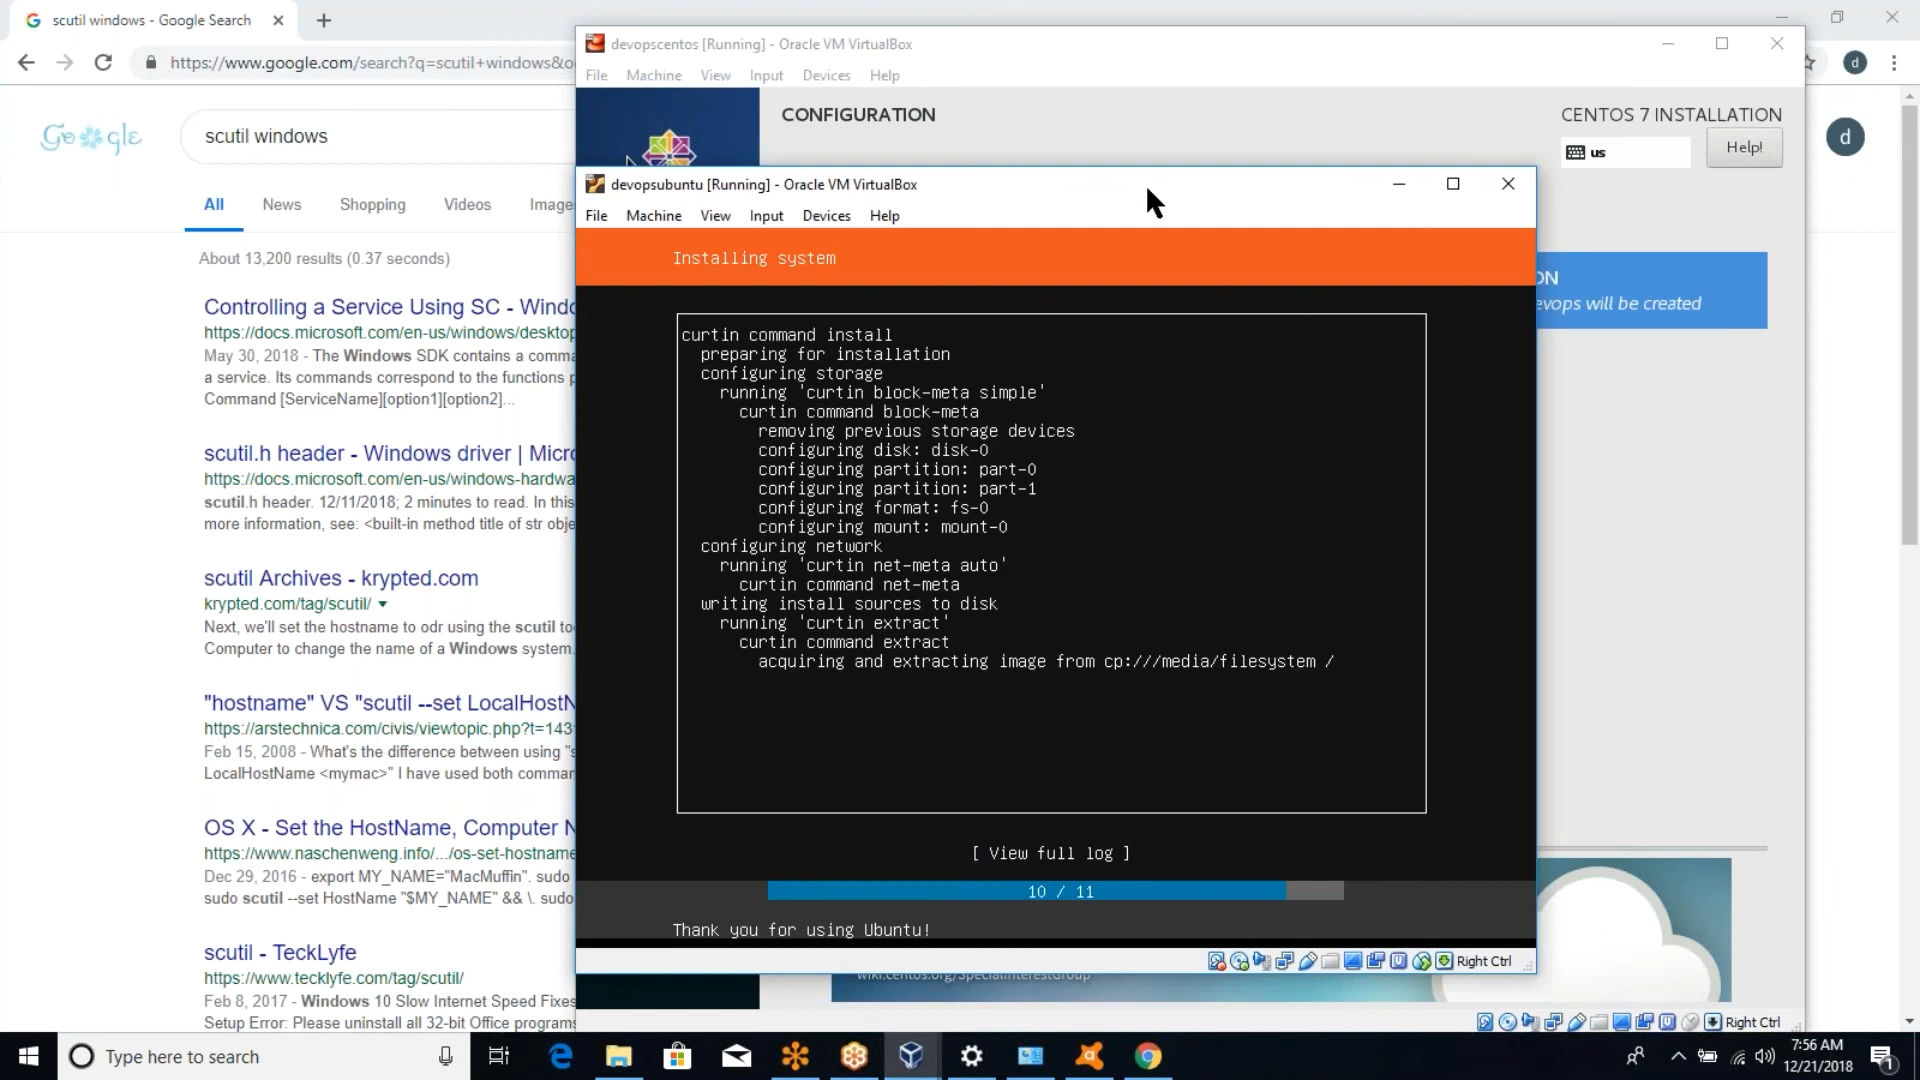 scutil windows - Google Search
https://www.google.com/search?q=scutil+windows&o
d
Google
scutil windows
d
All
News
Shopping
Videos
Image
About 13,200 results (0.37 seconds)
Controlling a Service Using SC - Wind
https://docs.microsoft.com/en-us/windows/desktop
May 30, 2018 - The Windows SDK contains a comma
a service. Its commands correspond to the functions p
Command [ServiceName][option1][option2]...
scutil.h header - Windows driver | Micr
https://docs.microsoft.com/en-us/windows-hardwa
scutil.h header. 12/11/2018; 2 minutes to read. In this
more information, see: <built-in method title of str obje
scutil Archives - krypted.com
krypted.com/tag/scutil/
Next, we'll set the hostname to odr using the scutil to
Computer to change the name of a Windows system.
"hostname" VS "scutil --set LocalHostN
https://arstechnica.com/civis/viewtopic.php?t=143
Feb 15, 2008 - What's the difference between using "s
LocalHostName <mymac>" I have used both comman
OS X - Set the HostName, Computer N
https://www.naschenweng.info/.../os-set-hostname
Dec 29, 2016 - export MY_NAME="MacMuffin". sudo
sudo scutil --set HostName "$MY_NAME" && \. sudo
scutil - TeckLyfe
https://www.tecklyfe.com/tag/scutil/
Feb 8, 2017 - Windows 10 Slow Internet Speed Fixes
Setup Error: Please uninstall all 32-bit Office programs
devopscentos [Running] - Oracle VM VirtualBox
File Machine View Input Devices Help
CONFIGURATION
CENTOS 7 INSTALLATION
us
Help!
ON
evops will be created
devopsubuntu [Running] - Oracle VM VirtualBox
File Machine View Input Devices Help
Installing system
curtin command install
preparing for installation
configuring storage
running 'curtin block-meta simple'
curtin command block-meta
removing previous storage devices
configuring disk: disk-0
configuring partition: part-0
configuring partition: part-1
configuring format: fs-0
configuring mount: mount-0
configuring network
running 'curtin net-meta auto'
curtin command net-meta
writing install sources to disk
running 'curtin extract'
curtin command extract
acquiring and extracting image from cp:///media/filesystem /
[ View full log ]
10 / 11
Thank you for using Ubuntu!
Right Ctrl
wiki.centos.org/SpecialInterestGroup
Right Ctrl
Type here to search
7:56 AM
12/21/2018
1